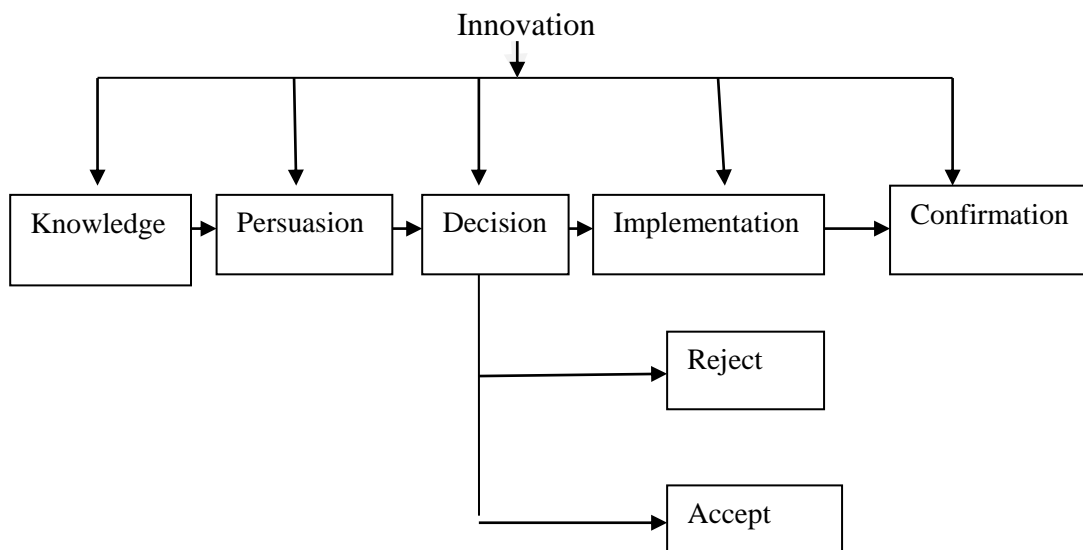 Innovation
Knowledge
Persuasion
Decision
Implementation
Confirmation
Reject
Accept